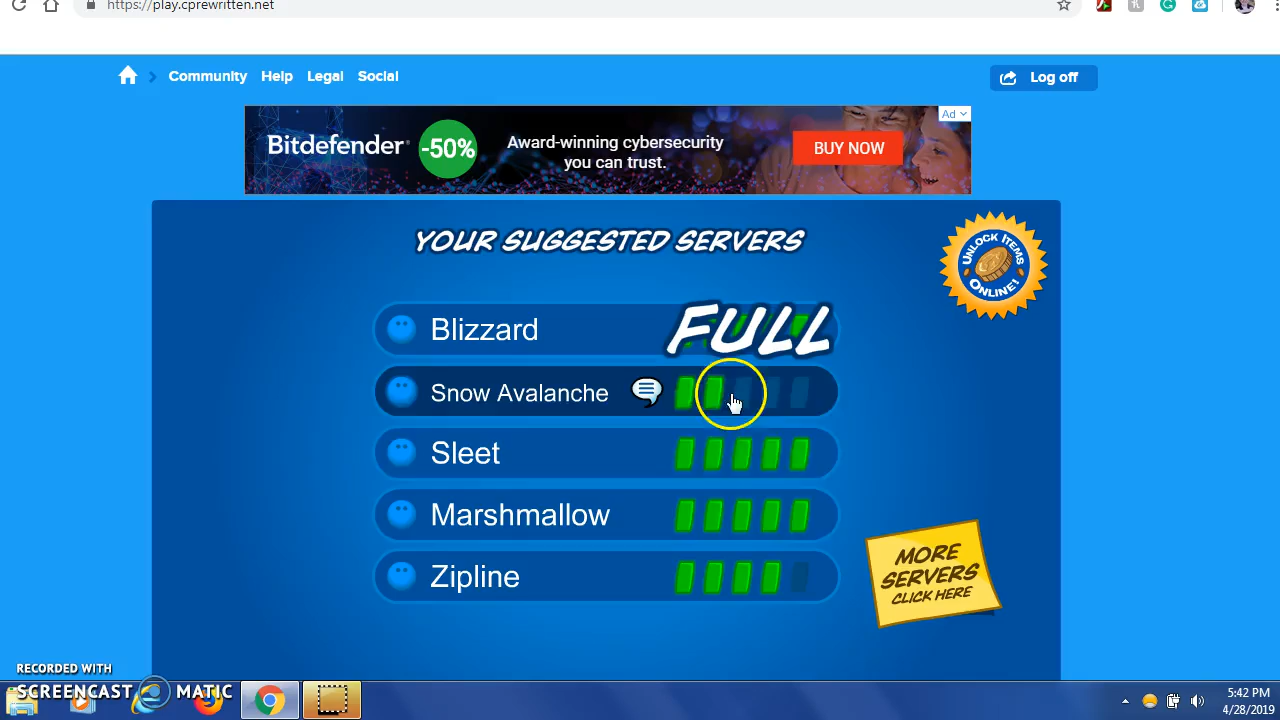 https://play.cprewritten.net
Community Help Legal Social
Log off
Bitdefender
-50%
Award-winning cybersecurity
you can trust.
BUY NOW
Ad
YOUR SUGGESTED SERVERS
UNLOCK ITEMS
ONLINE!
Blizzard
FULL
Snow Avalanche
Sleet
Marshmallow
Zipline
MORE
SERVERS
CLICK HERE
RECORDED WITH
SCREENCAST MATIC
5:42 PM
4/28/2019